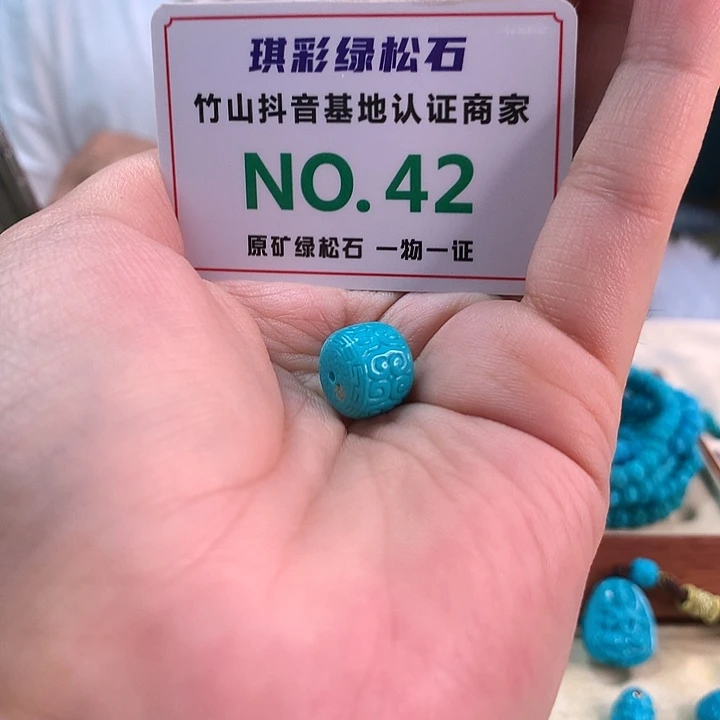 琪彩绿松石
竹山抖音基地认证商家
NO.42
原矿绿松石 一物一证